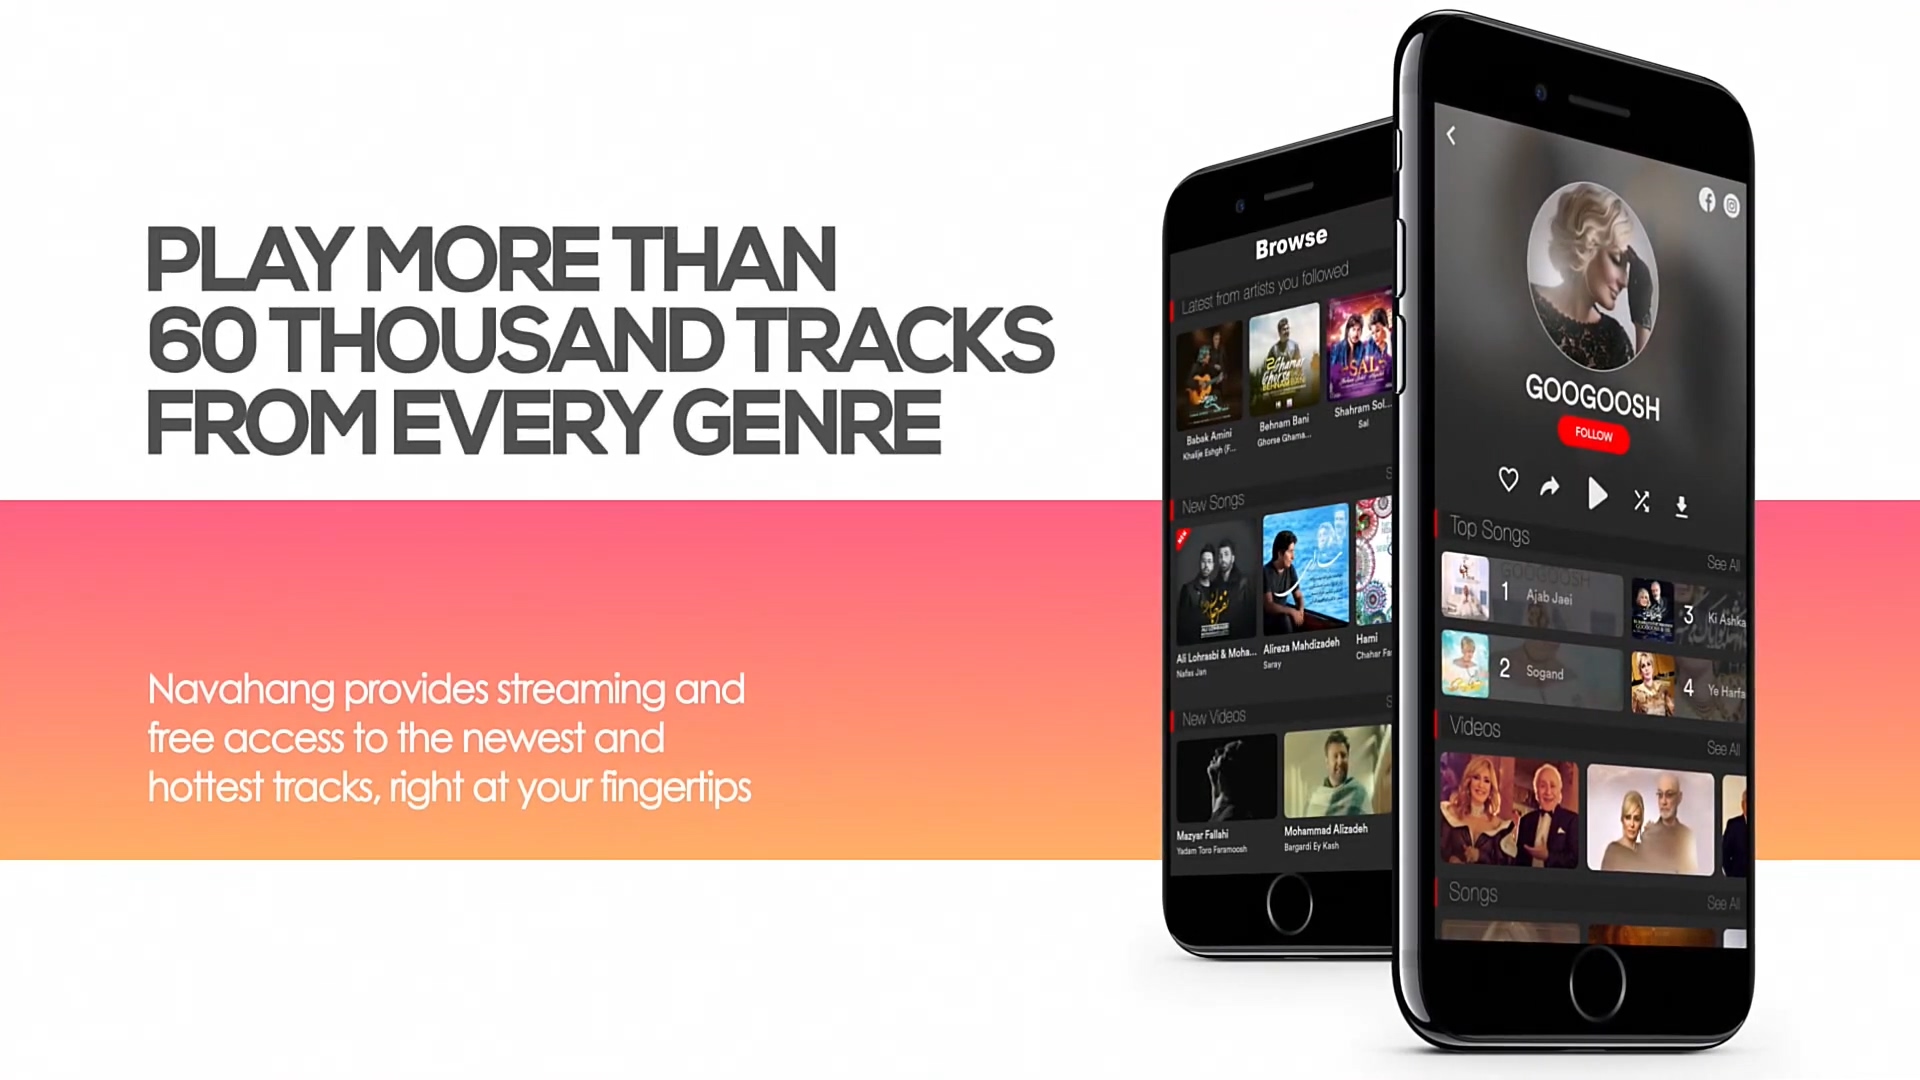 PLAY MORE THAN
60 THOUSAND TRACKS
FROM EVERY GENRE
Navahang provides streaming and
free access to the newest and
hottest tracks, right at your fingertips
Browse
Latest from artists you followed
SAL
Babak Amini
Khalije Eshgh (F...
Behnam Bani
Ghorse Ghama...
Shahram Sol...
Sal
New Songs
NEW
Ali Lohrasbi & Moha...
Nafas Jan
Alireza Mahdizadeh
Saray
Hami
Chahar Fa
New Videos
Mazyar Fallahi
Yadam Toro Faramoosh
Mohammad Alizadeh
Bargardi Ey Kash
GOOGOOSH
FOLLOW
Top Songs
See All
1 Ajab Jaei
3 Ki Ashka
2 Sogand
4 Ye Harfa
Videos
See All
Songs
See All